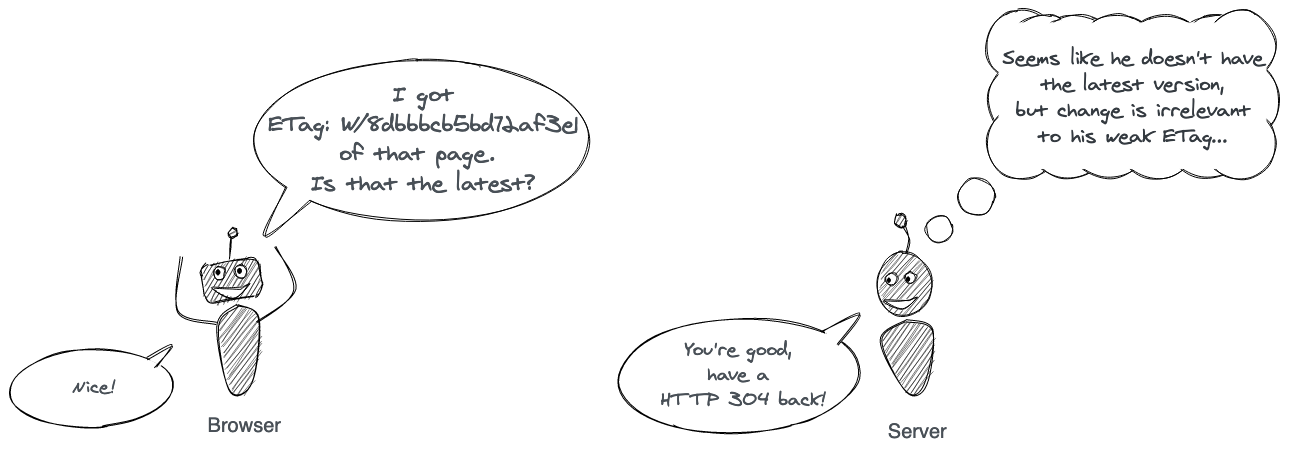 I got
ETag: W/8dbbbcb5bd72af3e1
of that page.
Is that the latest?
Seems like he doesn't have
the latest version,
but change is irrelevant
to his weak ETag...
You're good,
have a
HTTP 304 back!
Nice!
Browser
Server